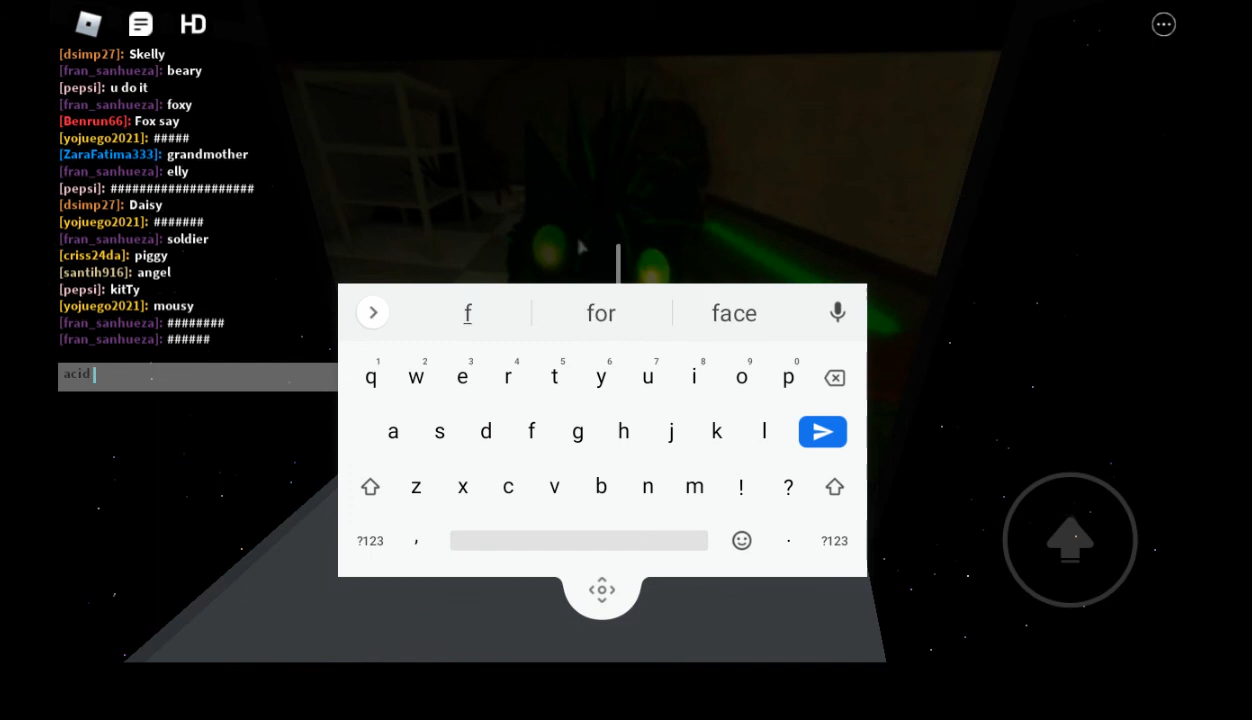 HD
[dsimp27]: Skelly
[fran_sanhueza]: beary
[pepsi]: u do it
[fran_sanhueza]: foxy
[Benrun66]: Fox say
[yojuego2021]: #####
[ZaraFatima333]: grandmother
[fran_sanhueza]: elly
[pepsi]: ####################
[dsimp27]: Daisy
[yojuego2021]: #######
[fran_sanhueza]: soldier
[criss24da]: piggy
[santih916]: angel
[pepsi]: kitTy
[yojuego2021]: mousy
[fran_sanhueza]: ########
[fran_sanhueza]: ######
acid
f for face
1 2 3 4 5 6 7 8 9 0
q w e r t y u i o p
a s d f g h j k l
z x c v b n m ! ?
?123 , . ?123